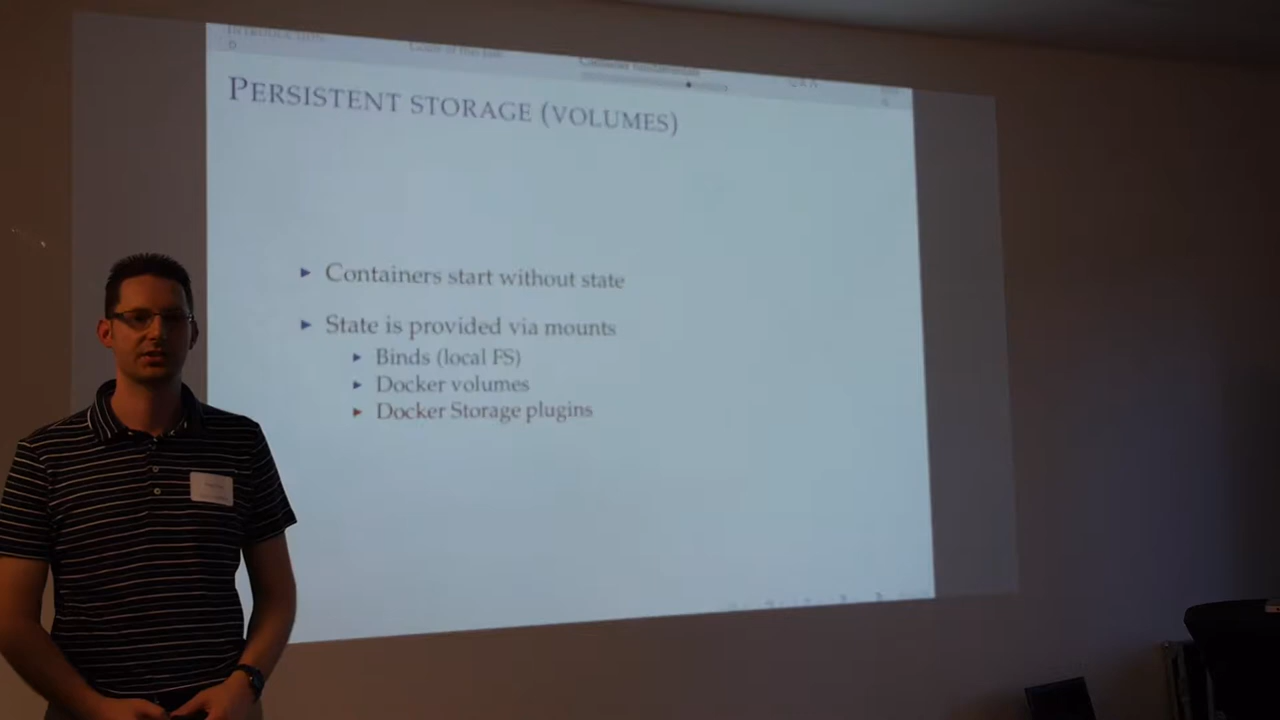 INTRODUCTION
PERSISTENT STORAGE (VOLUMES)
Containers start without state
State is provided via mounts
Binds (local FS)
Docker volumes
Docker Storage plugins